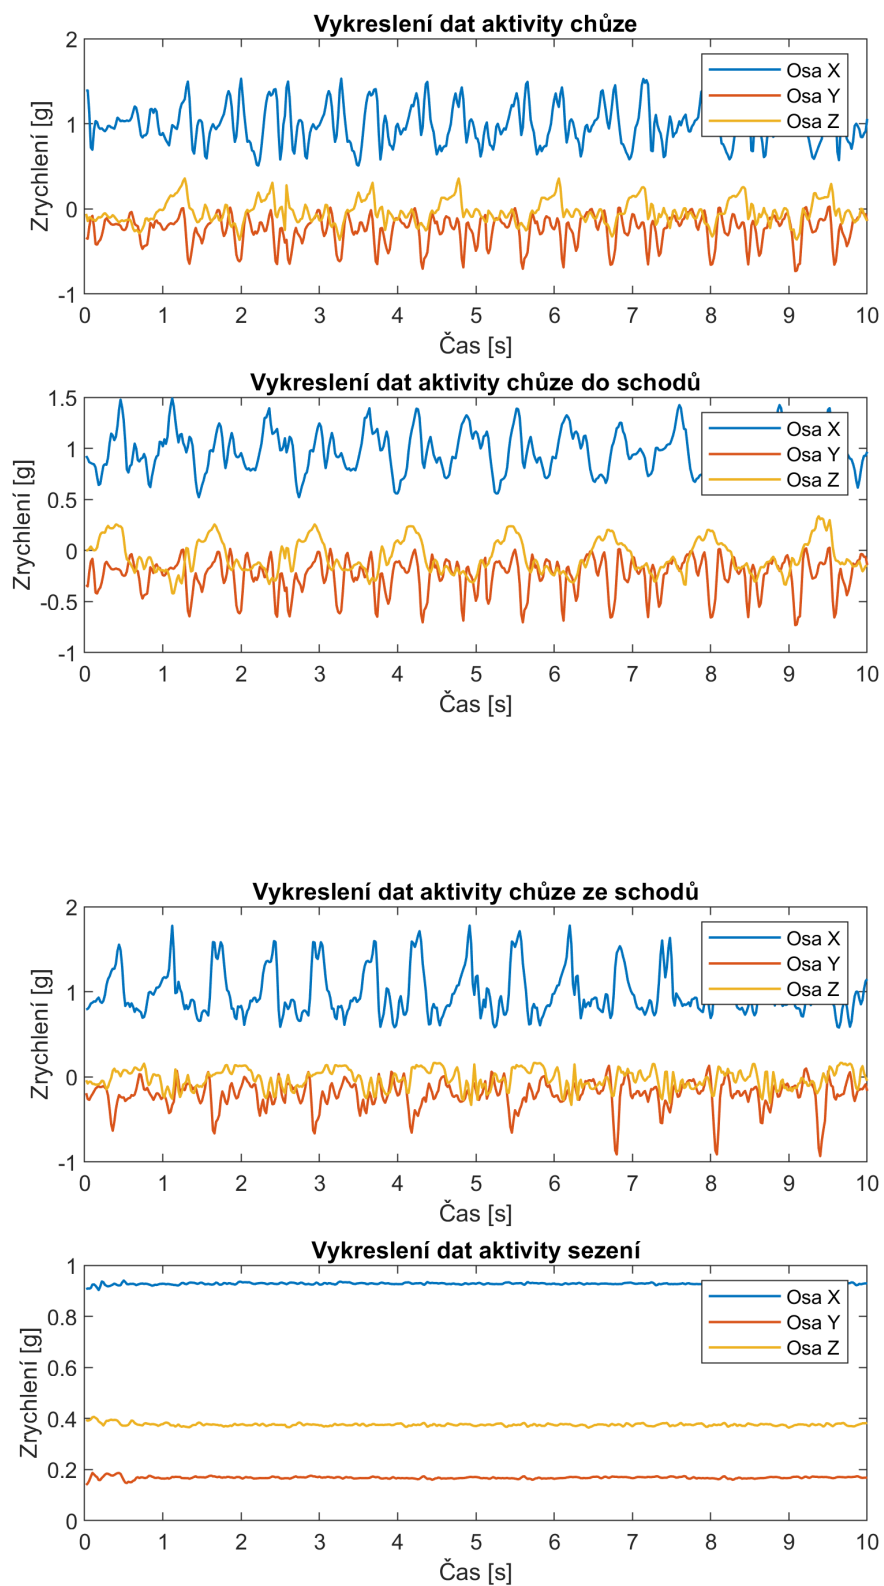 Vykreslení dat aktivity chůze
2
1
0
-1
Zrychlení [g]
Osa X
Osa Y
Osa Z
0 1 2 3 4 5 6 7 8 9 10
Čas [s]
Vykreslení dat aktivity chůze do schodů
1.5
1
0.5
0
-0.5
-1
Zrychlení [g]
Osa X
Osa Y
Osa Z
0 1 2 3 4 5 6 7 8 9 10
Čas [s]
Vykreslení dat aktivity chůze ze schodů
2
1
0
-1
Zrychlení [g]
Osa X
Osa Y
Osa Z
0 1 2 3 4 5 6 7 8 9 10
Čas [s]
Vykreslení dat aktivity sezení
1
0.8
0.6
0.4
0.2
0
Zrychlení [g]
Osa X
Osa Y
Osa Z
0 1 2 3 4 5 6 7 8 9 10
Čas [s]